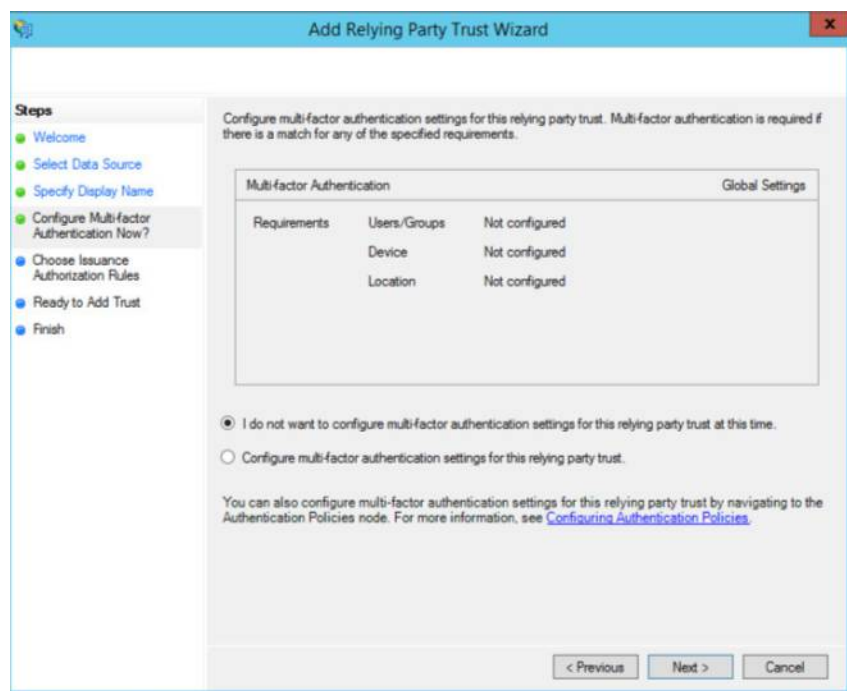 Add Relying Party Trust Wizard
x
Steps
Welcome
Select Data Source
Specify Display Name
Configure Multi-factor
Authentication Now?
Choose Issuance
Authorization Rules
Ready to Add Trust
Finish
Configure multi-factor authentication settings for this relying party trust. Multi-factor authentication is required if
there is a match for any of the specified requirements.
Multi-factor Authentication Global Settings
Requirements Users/Groups Not configured
Device Not configured
Location Not configured
I do not want to configure multi-factor authentication settings for this relying party trust at this time.
Configure multi-factor authentication settings for this relying party trust.
You can also configure multi-factor authentication settings for this relying party trust by navigating to the
Authentication Policies node. For more information, see Configuring Authentication Policies.
< Previous Next > Cancel